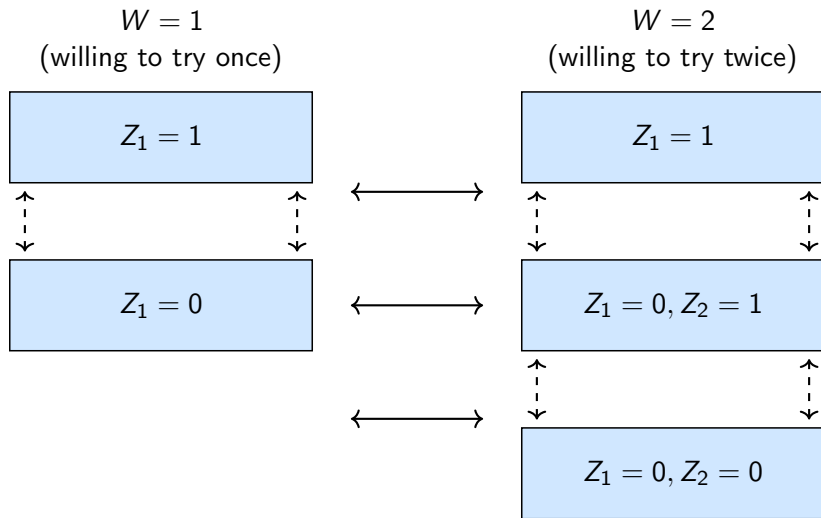 W = 1
(willing to try once)
W = 2
(willing to try twice)
Z₁ = 1
Z₁ = 1
Z₁ = 0
Z₁ = 0, Z₂ = 1
Z₁ = 0, Z₂ = 0